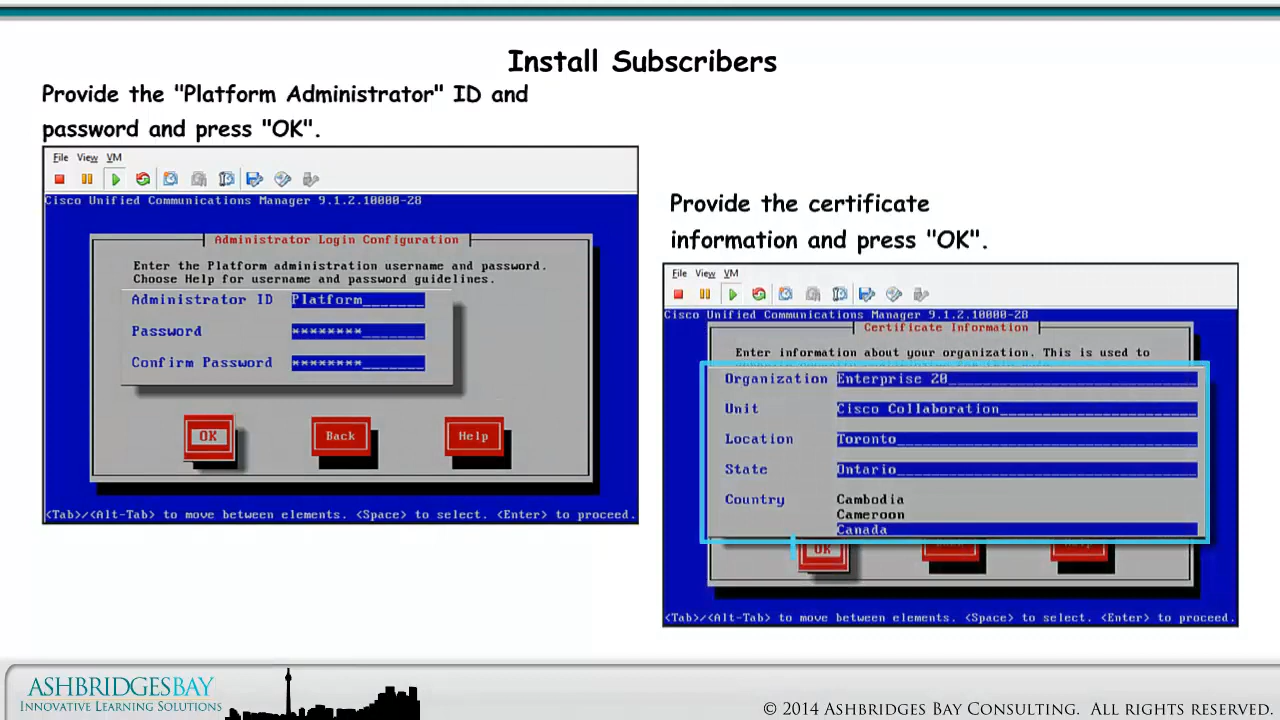 Install Subscribers
Provide the "Platform Administrator" ID and
password and press "OK".
File View VM
Cisco Unified Communications Manager 9.1.2.10000-28
Administrator Login Configuration
Enter the Platform administration username and password.
Choose Help for username and password guidelines.
Administrator ID Platform______
Password ********_______
Confirm Password ********_______
OK Back Help
<Tab>/<Alt-Tab> to move between elements. <Space> to select. <Enter> to proceed.
Provide the certificate
information and press "OK".
File View VM
Cisco Unified Communications Manager 9.1.2.10000-28
Certificate Information
Enter information about your organization. This is used to
Organization Enterprise 20
Unit Cisco Collaboration
Location Toronto
State Ontario
Country Cambodia
Cameroon
Canada
OK
<Tab>/<Alt-Tab> to move between elements. <Space> to select. <Enter> to proceed.
ASHBRIDGESBAY
INNOVATIVE LEARNING SOLUTIONS
© 2014 ASHBRIDGES BAY CONSULTING. ALL RIGHTS RESERVED.